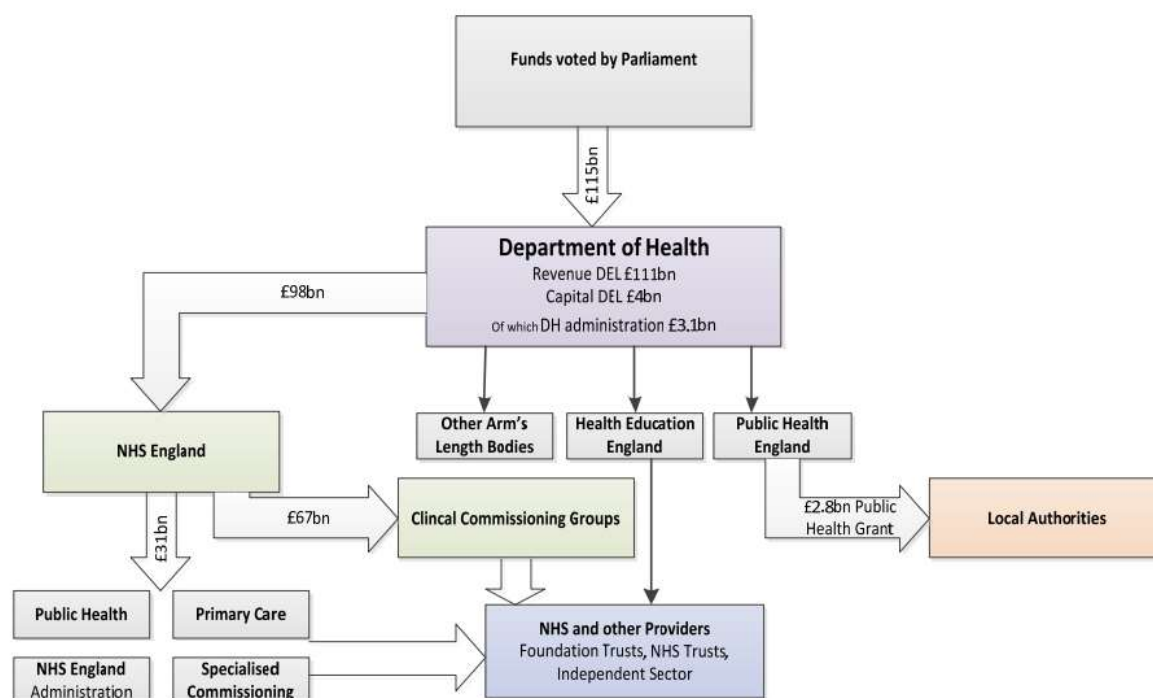 Funds voted by Parliament
£115bn
Department of Health
Revenue DEL £111bn
Capital DEL £4bn
Of which DH administration £3.1bn
£98bn
Other Arm's
Length Bodies
Health Education
England
Public Health
England
NHS England
£67bn
£31bn
Clincal Commissioning Groups
£2.8bn Public
Health Grant
Local Authorities
Public Health
Primary Care
NHS England
Administration
Specialised
Commissioning
NHS and other Providers
Foundation Trusts, NHS Trusts,
Independent Sector